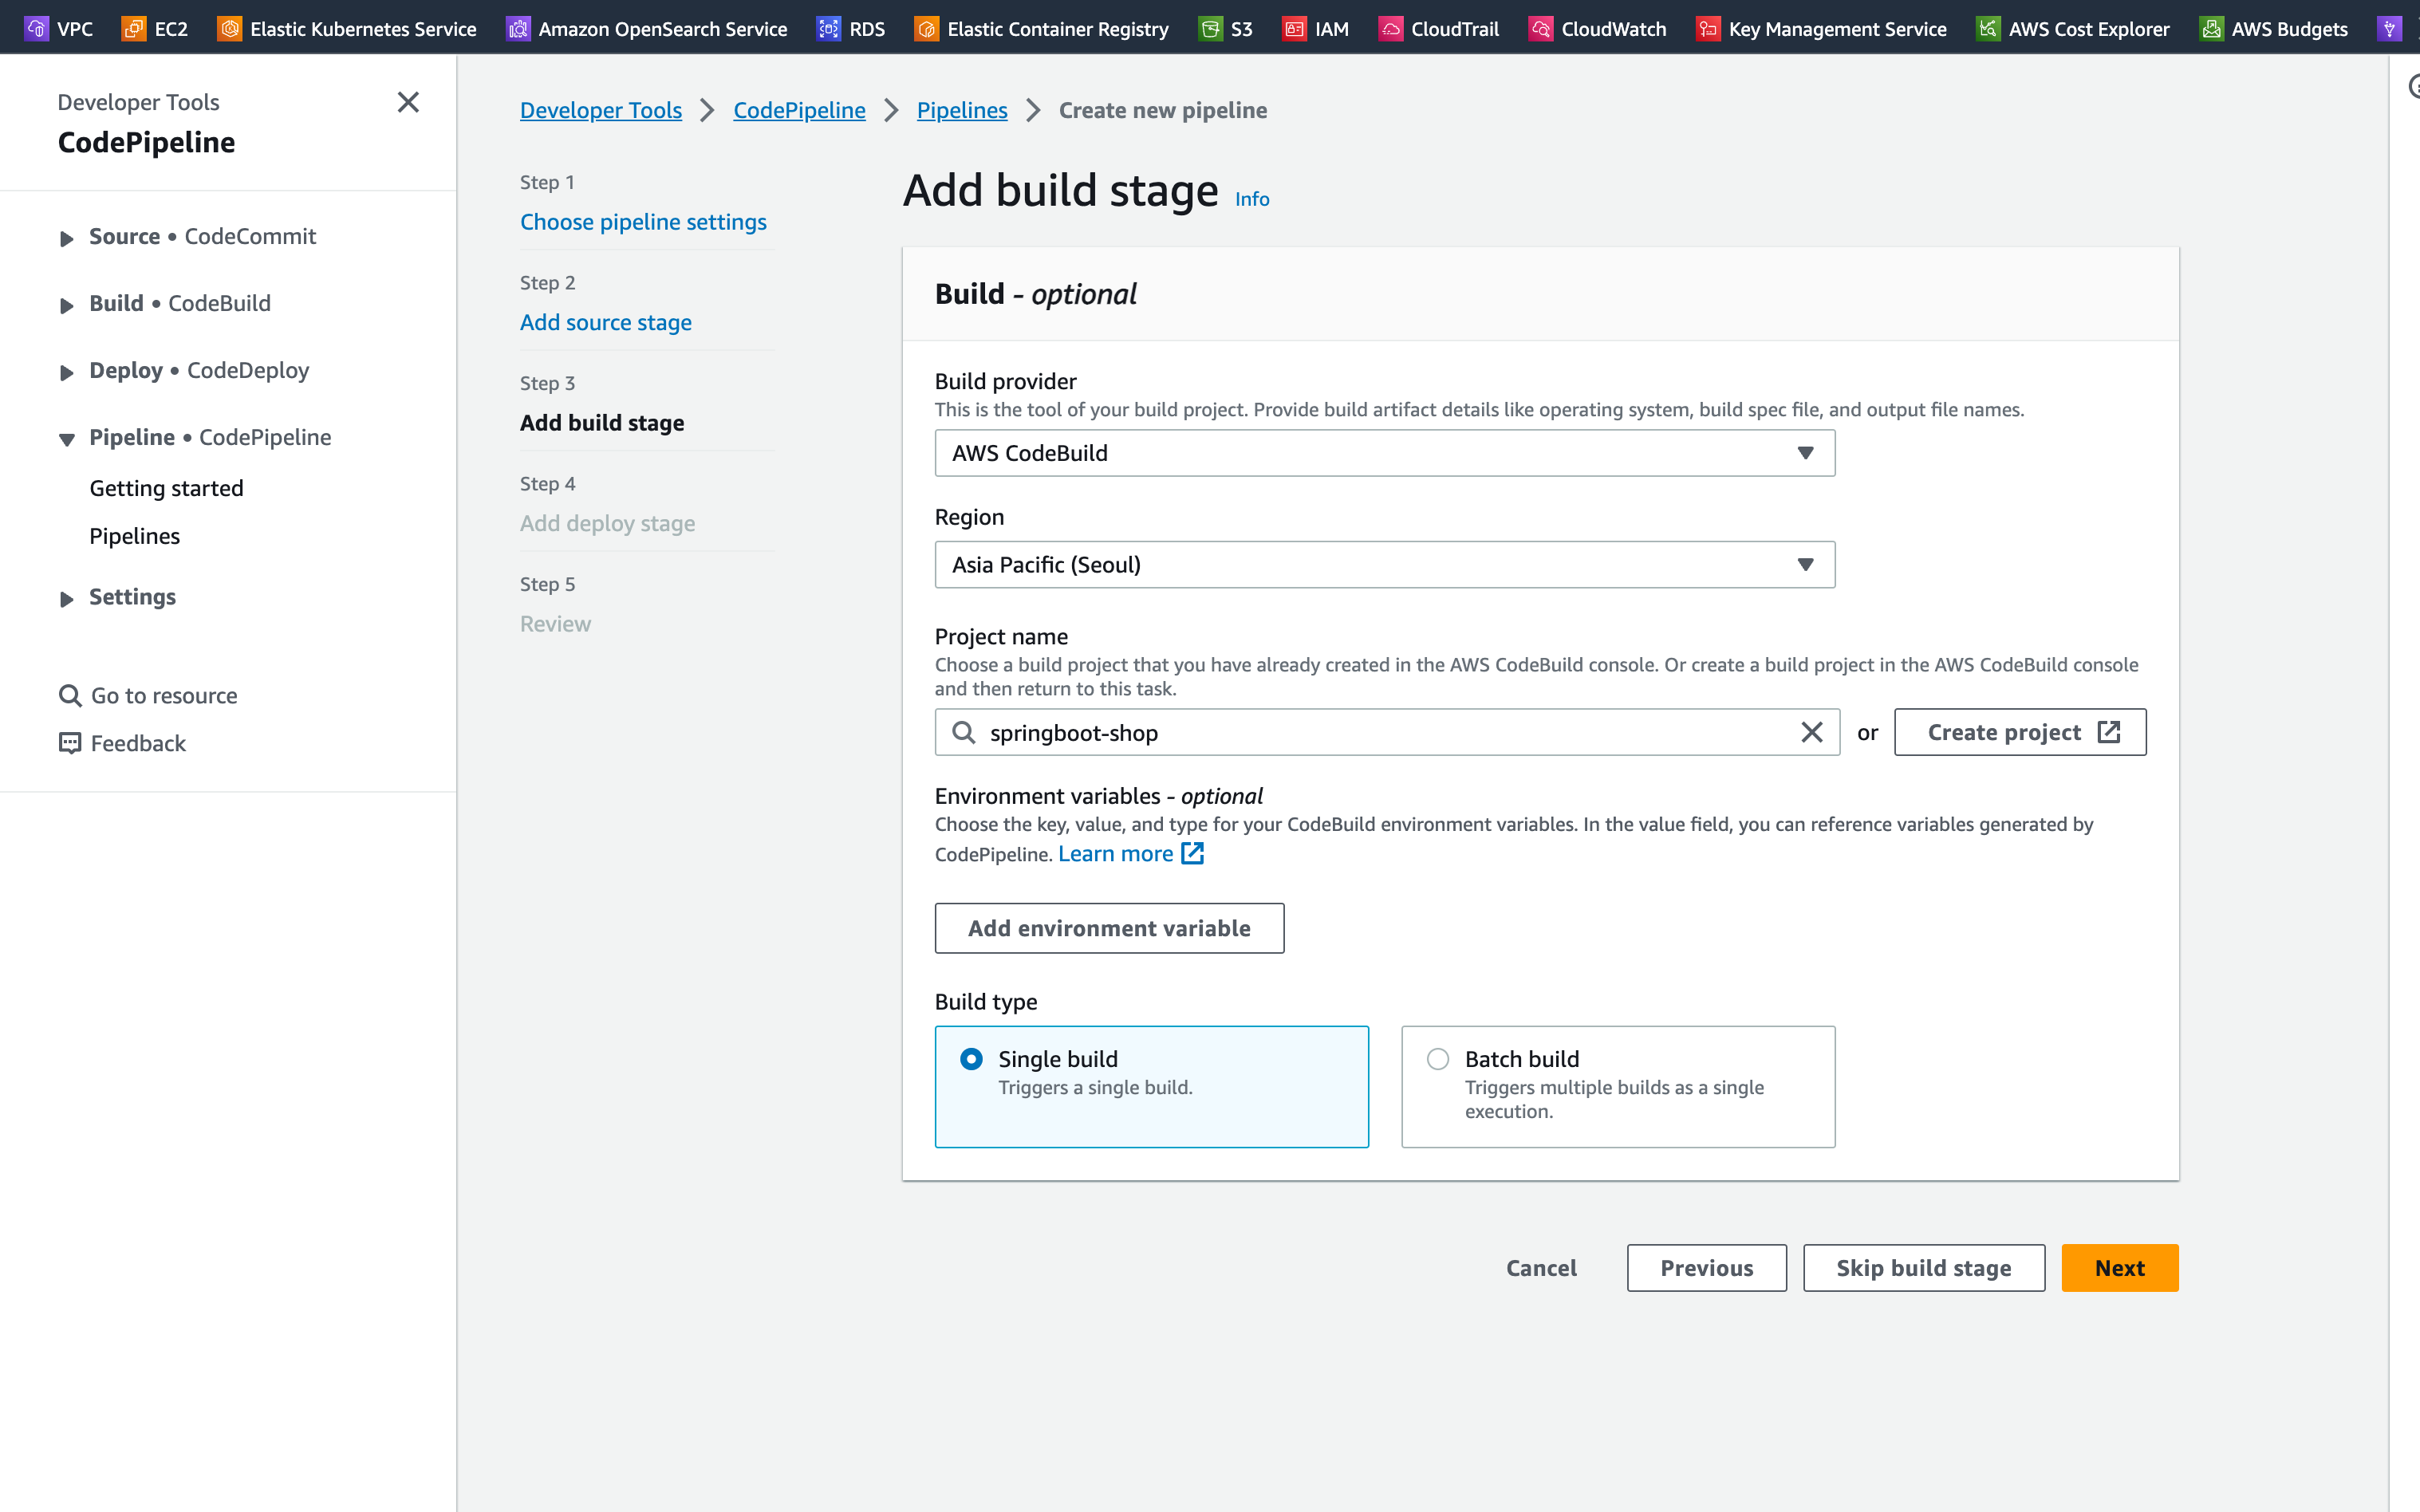 VPC EC2 Elastic Kubernetes Service Amazon OpenSearch Service RDS Elastic Container Registry S3 IAM CloudTrail CloudWatch Key Management Service AWS Cost Explorer AWS Budgets
Developer Tools
CodePipeline
Source • CodeCommit
Build • CodeBuild
Deploy • CodeDeploy
Pipeline • CodePipeline
Getting started
Pipelines
Settings
Go to resource
Feedback
Developer Tools > CodePipeline > Pipelines > Create new pipeline
Step 1
Choose pipeline settings
Step 2
Add source stage
Step 3
Add build stage
Step 4
Add deploy stage
Step 5
Review
Add build stage Info
Build - optional
Build provider
This is the tool of your build project. Provide build artifact details like operating system, build spec file, and output file names.
AWS CodeBuild
Region
Asia Pacific (Seoul)
Project name
Choose a build project that you have already created in the AWS CodeBuild console. Or create a build project in the AWS CodeBuild console
and then return to this task.
springboot-shop or Create project
Environment variables - optional
Choose the key, value, and type for your CodeBuild environment variables. In the value field, you can reference variables generated by
CodePipeline. Learn more
Add environment variable
Build type
Single build
Triggers a single build.
Batch build
Triggers multiple builds as a single
execution.
Cancel Previous Skip build stage Next